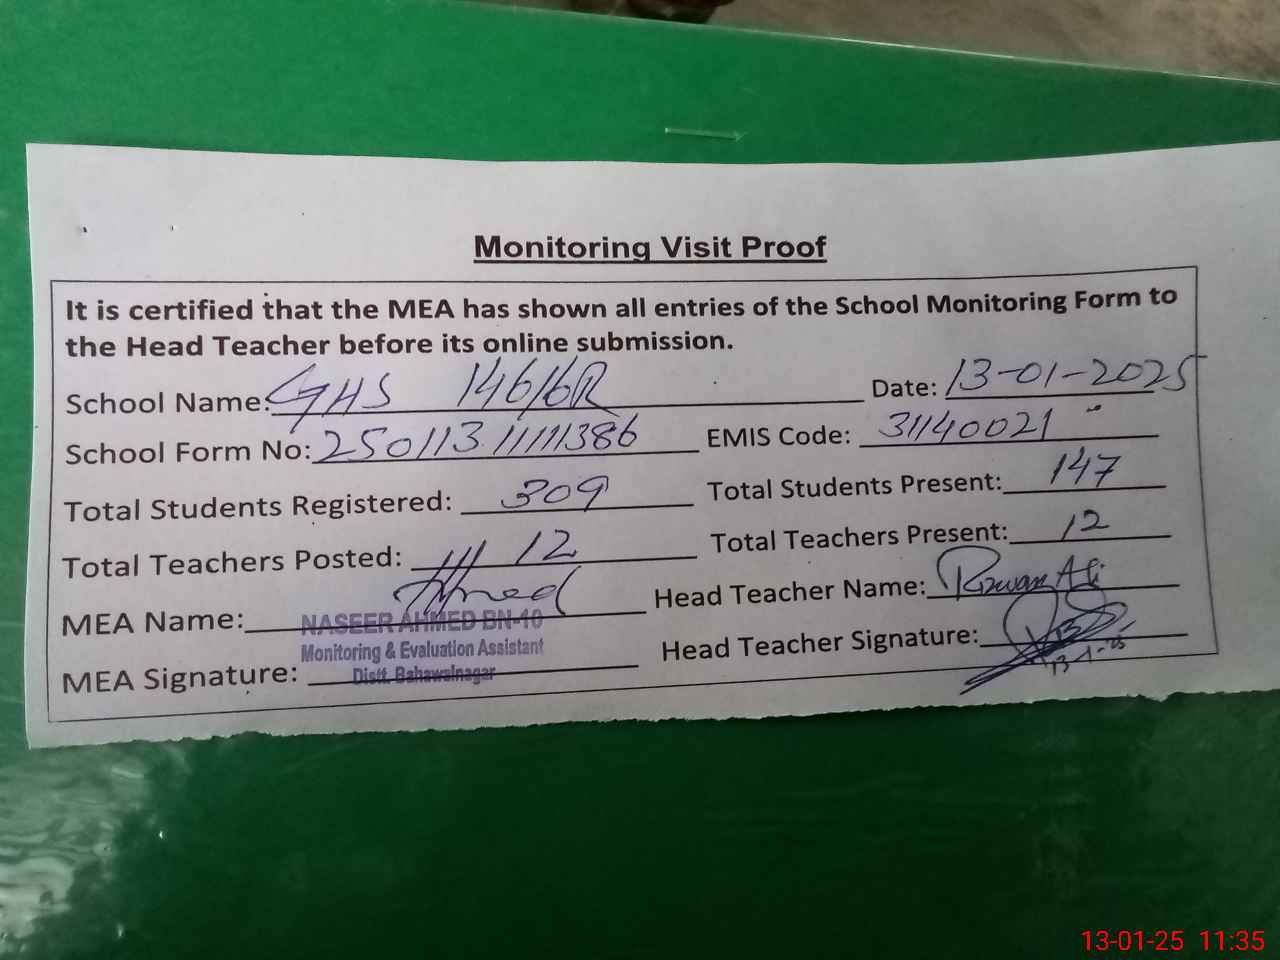 Monitoring Visit Proof
It is certified that the MEA has shown all entries of the School Monitoring Form to
the Head Teacher before its online submission.
School Name: GHS 146/6R Date: 13-01-2025
School Form No: 250113.11111386 EMIS Code: 31140021
Total Students Registered: 309 Total Students Present: 147
Total Teachers Posted: 12 Total Teachers Present: 12
MEA Name: Head Teacher Name: Rizwan Ali
NASEER AHMED BN-10
Monitoring & Evaluation Assistant
Distt. Bahawalnagar
MEA Signature: Head Teacher Signature:
13-1-25
13-01-25 11:35